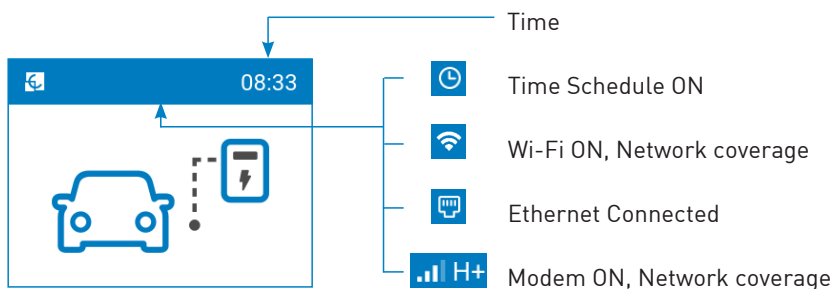 Time
08:33
Time Schedule ON
Wi-Fi ON, Network coverage
Ethernet Connected
H+ Modem ON, Network coverage